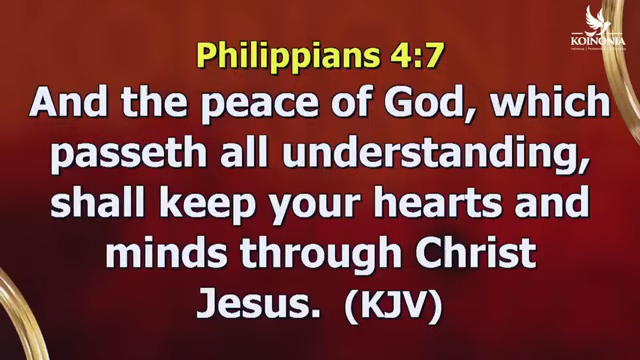 KOINONIA
Philippians 4:7
And the peace of God, which
passeth all understanding,
shall keep your hearts and
minds through Christ
Jesus. (KJV)